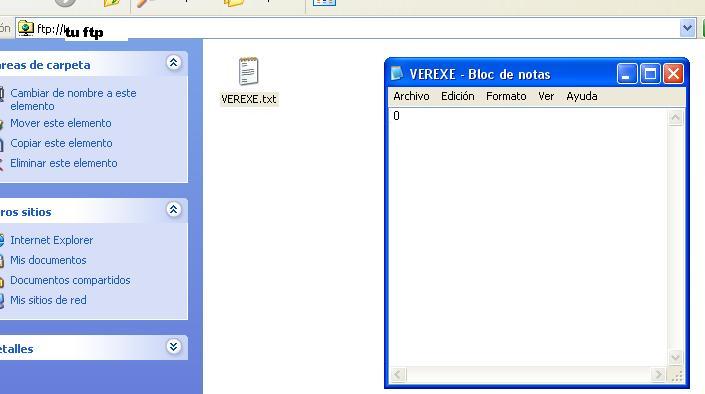 ón ftp://
tu ftp
areas de carpeta
Cambiar de nombre a este
elemento
Mover este elemento
Copiar este elemento
Eliminar este elemento
ros sitios
Internet Explorer
Mis documentos
Documentos compartidos
Mis sitios de red
etalles
VEREXE.txt
VEREXE - Bloc de notas
Archivo Edición Formato Ver Ayuda
0